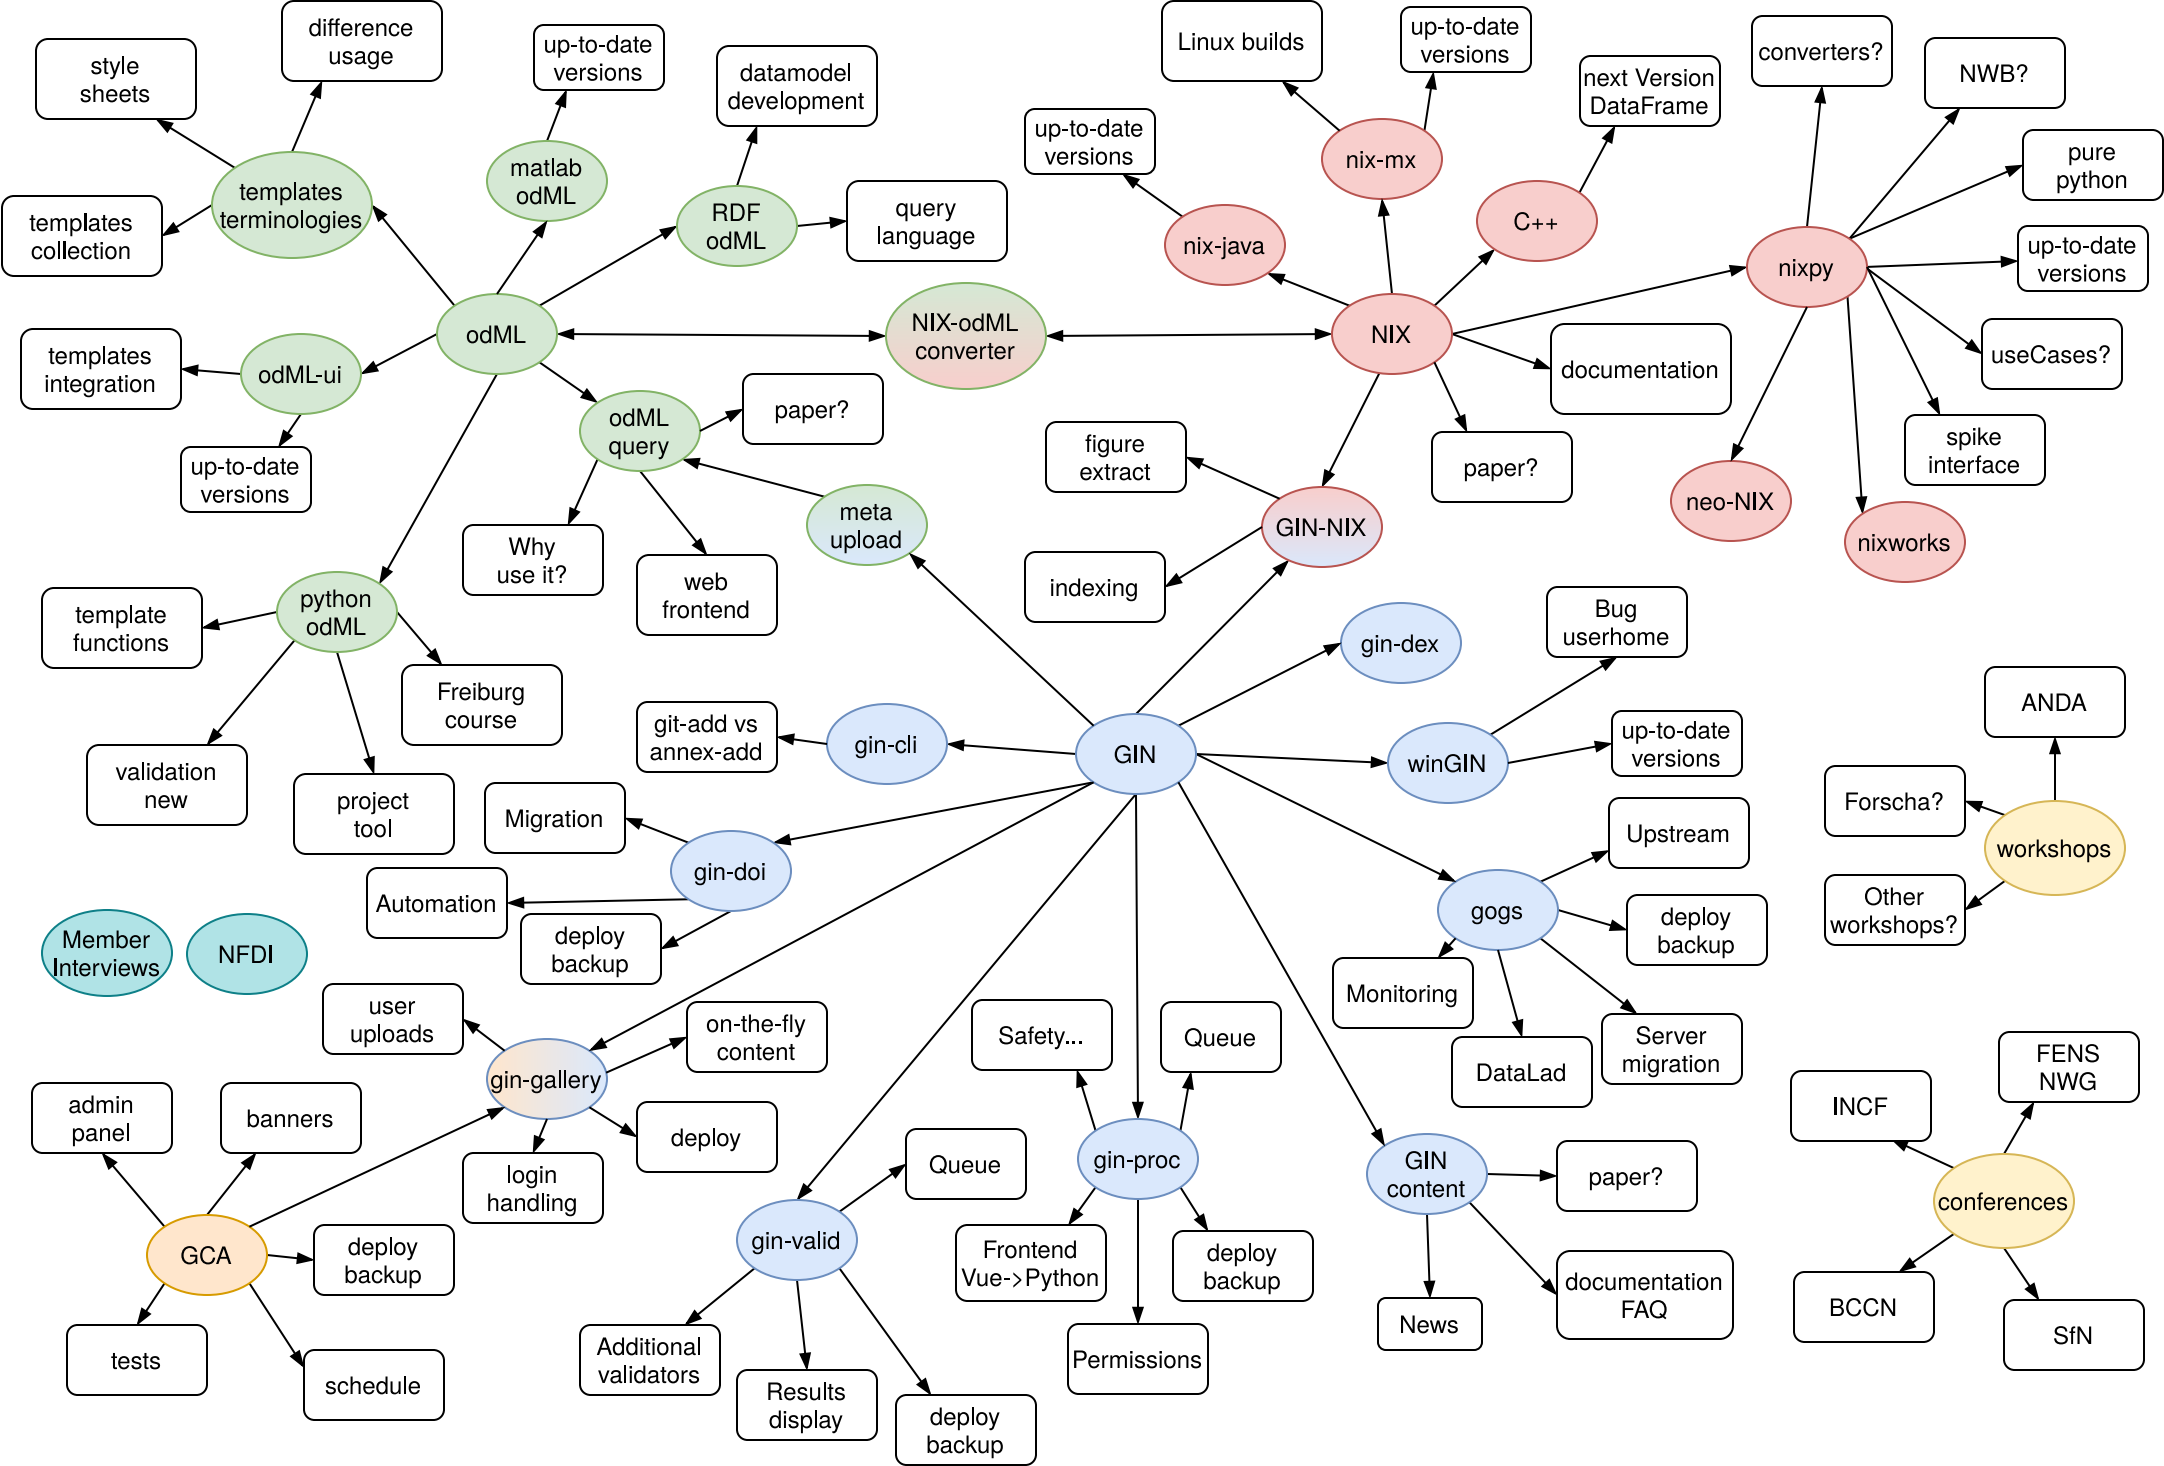 difference
usage
style
sheets
up-to-date
versions
datamodel
development
Linux builds
up-to-date
versions
next Version
DataFrame
converters?
NWB?
up-to-date
versions
nix-mx
pure
python
templates
terminologies
matlab
odML
RDF
odML
query
language
templates
collection
nix-java
C++
nixpy
up-to-date
versions
odML
NIX-odML
converter
NIX
documentation
useCases?
templates
integration
odML-ui
odML
query
paper?
up-to-date
versions
figure
extract
paper?
spike
interface
neo-NIX
nixworks
meta
upload
GIN-NIX
Why
use it?
web
frontend
indexing
template
functions
python
odML
Freiburg
course
gin-dex
Bug
userhome
validation
new
project
tool
git-add vs
annex-add
gin-cli
GIN
winGIN
up-to-date
versions
ANDA
Forscha?
workshops
Other
workshops?
Migration
gin-doi
Automation
deploy
backup
Upstream
gogs
deploy
backup
Monitoring
DataLad
Server
migration
Member
Interviews
NFDI
user
uploads
on-the-fly
content
gin-gallery
deploy
login
handling
Safety...
Queue
gin-proc
Frontend
Vue->Python
deploy
backup
Permissions
GIN
content
paper?
documentation
FAQ
News
FENS
NWG
INCF
conferences
BCCN
SfN
admin
panel
banners
GCA
deploy
backup
tests
schedule
Queue
gin-valid
Additional
validators
Results
display
deploy
backup